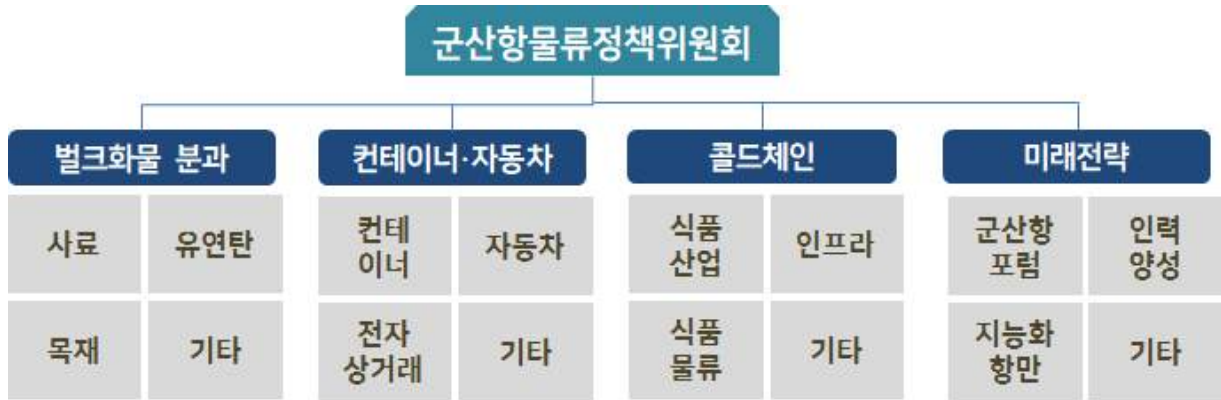 군산항물류정책위원회
벌크화물 분과
컨테이너·자동차
콜드체인
미래전략
사료
유연탄
컨테
이너
자동차
식품
산업
인프라
군산항
포럼
인력
양성
목재
기타
전자
상거래
기타
식품
물류
기타
지능화
항만
기타